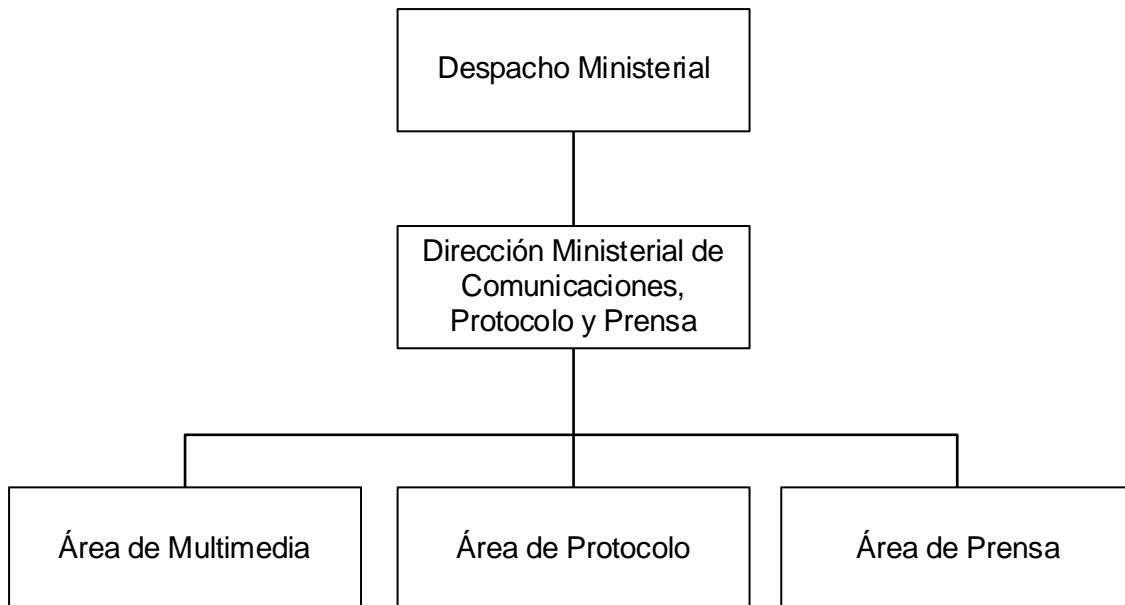 Despacho Ministerial
Dirección Ministerial de
Comunicaciones,
Protocolo y Prensa
Área de Multimedia
Área de Protocolo
Área de Prensa